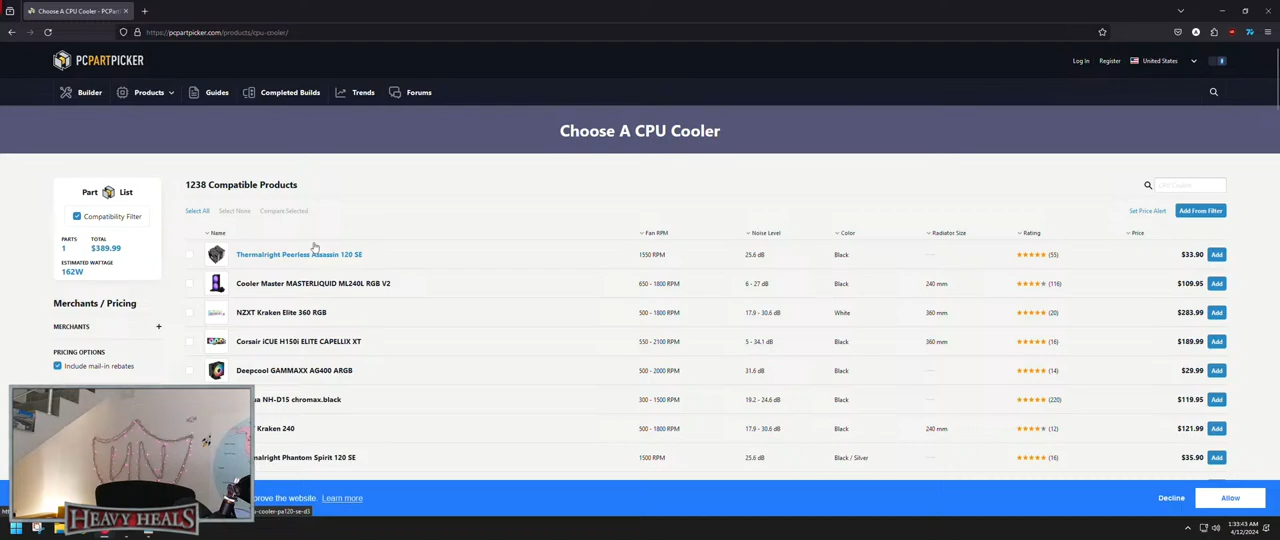 Choose A CPU Cooler - PCPart
https://pcpartpicker.com/products/cpu-cooler/
PCPARTPICKER
Log In Register United States
Builder Products Guides Completed Builds Trends Forums
Choose A CPU Cooler
Part List
Compatibility Filter
PARTS TOTAL
1 $389.99
ESTIMATED WATTAGE
162W
Merchants / Pricing
MERCHANTS +
PRICING OPTIONS
Include mail-in rebates
1238 Compatible Products
Select All Select None Compare Selected Set Price Alert Add From Filter
Name Fan RPM Noise Level Color Radiator Size Rating Price
Thermalright Peerless Assassin 120 SE 1550 RPM 25.6 dB Black (55) $33.90 Add
Cooler Master MASTERLIQUID ML240L RGB V2 650 - 1800 RPM 6 - 27 dB Black 240 mm (116) $109.95 Add
NZXT Kraken Elite 360 RGB 500 - 1800 RPM 17.9 - 30.6 dB White 360 mm (20) $283.99 Add
Corsair iCUE H150i ELITE CAPELLIX XT 550 - 2100 RPM 5 - 34.1 dB Black 360 mm (16) $189.99 Add
Deepcool GAMMAXX AG400 ARGB 500 - 2000 RPM 31.6 dB Black (14) $29.99 Add
ua NH-D15 chromax.black 300 - 1500 RPM 19.2 - 24.6 dB Black (220) $119.95 Add
Kraken 240 500 - 1800 RPM 17.9 - 30.6 dB Black 240 mm (12) $121.99 Add
malright Phantom Spirit 120 SE 1500 RPM 25.6 dB Black / Silver (16) $35.90 Add
prove the website. Learn more Decline Allow
u-cooler-pa120-se-d3
HEAVY HEALS
1:33:43 AM
4/12/2024